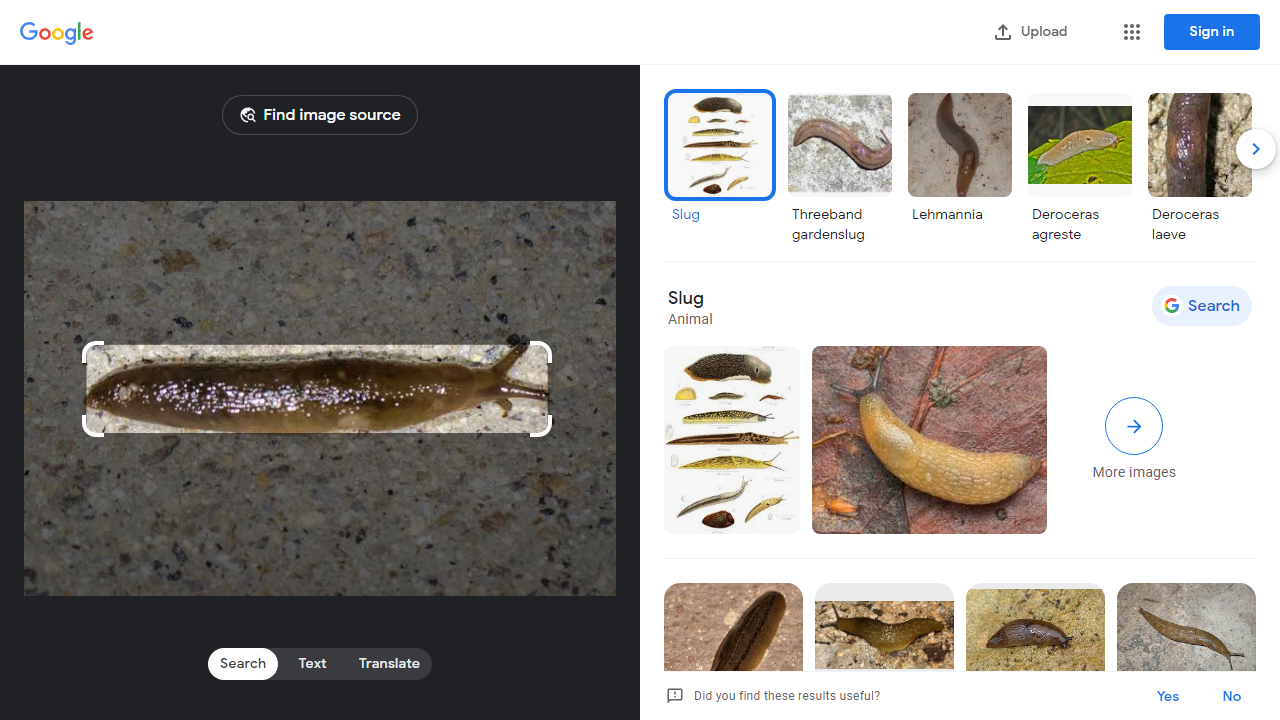 Google
Upload
Sign in
Find image source
Slug
Threeband
gardenslug
Lehmannia
Deroceras
agreste
Deroceras
laeve
Slug
Animal
Search
More images
Search
Text
Translate
Did you find these results useful?
Yes
No